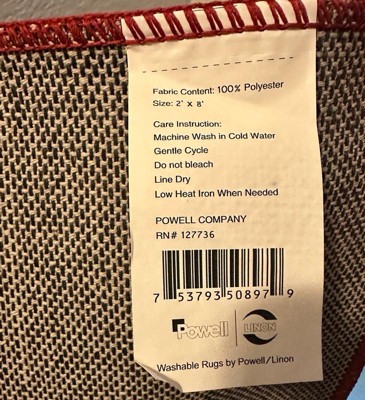 Fabric Content: 100% Polyester
Size: 2' x 8'
Care Instruction:
Machine Wash in Cold Water
Gentle Cycle
Do not bleach
Line Dry
Low Heat Iron When Needed
POWELL COMPANY
RN# 127736
7 53793 50897 9
Powell LINON
Washable Rugs by Powell/Linon